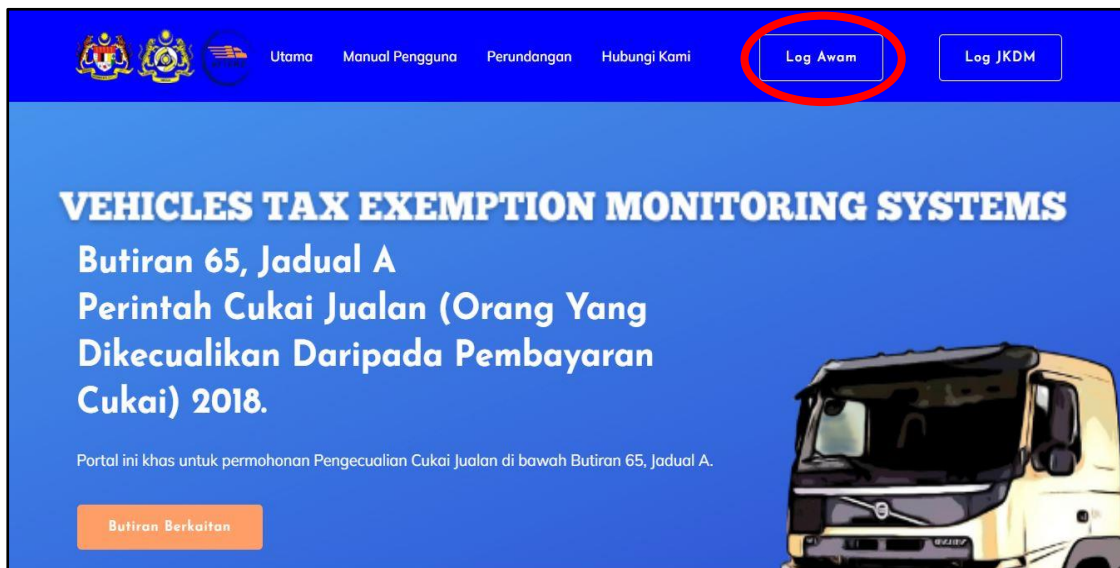 Utama Manual Pengguna Perundangan Hubungi Kami Log Awam Log JKDM
VEHICLES TAX EXEMPTION MONITORING SYSTEMS
Butiran 65, Jadual A
Perintah Cukai Jualan (Orang Yang
Dikecualikan Daripada Pembayaran
Cukai) 2018.
Portal ini khas untuk permohonan Pengecualian Cukai Jualan di bawah Butiran 65, Jadual A.
Butiran Berkaitan